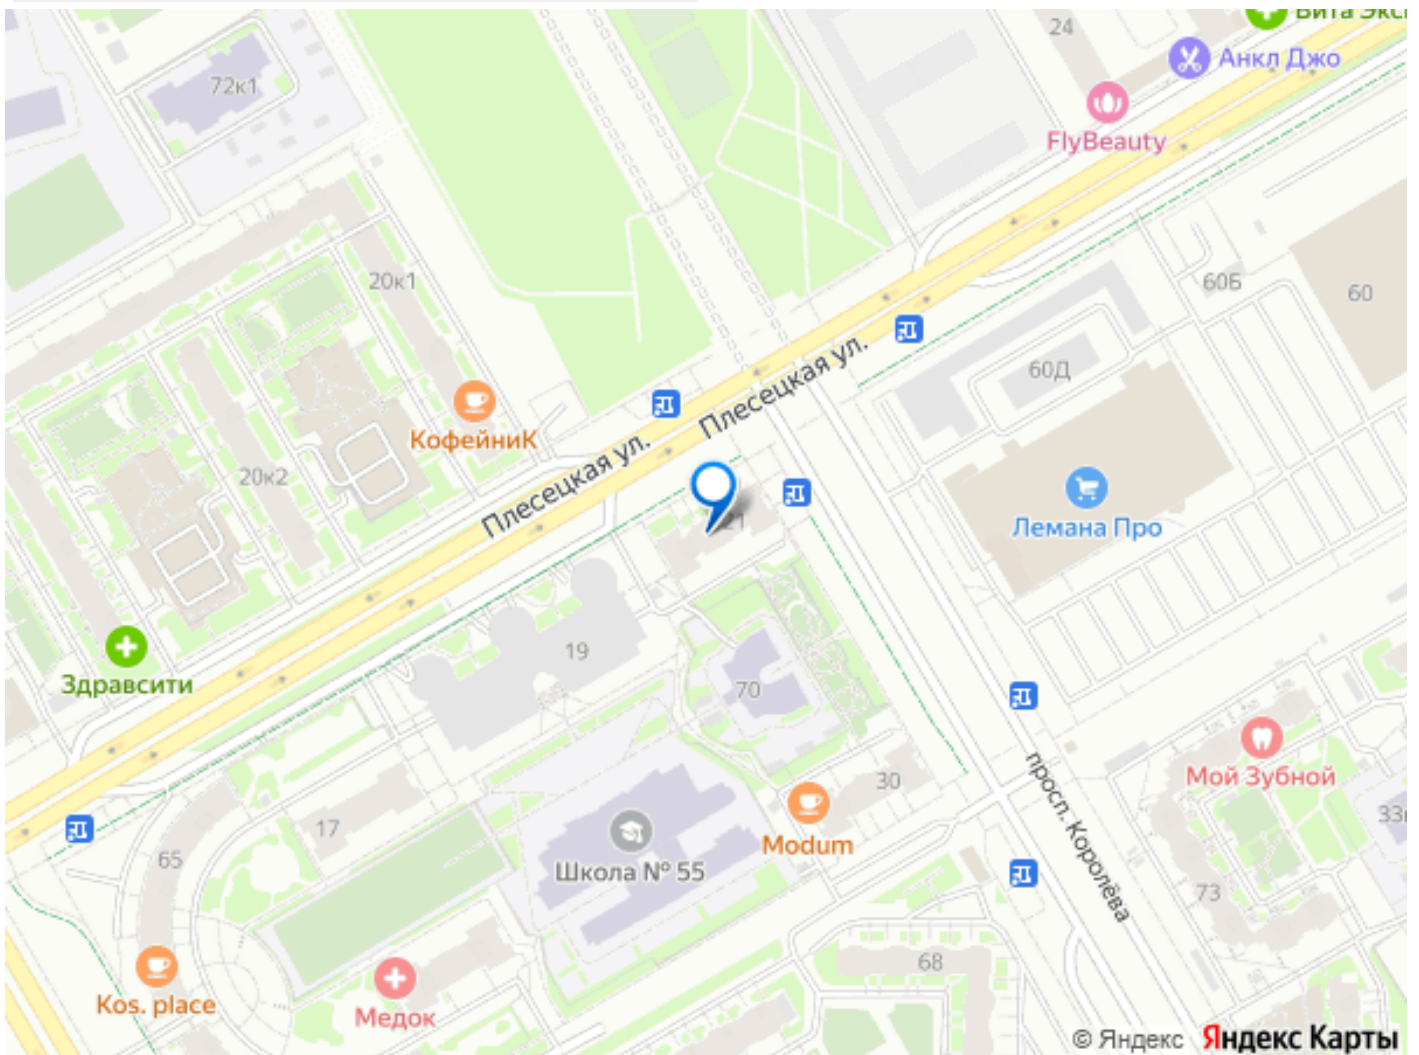 Вита Экс
24
Анкл Джо
72к1
FlyBeauty
20к1
60Б
60
60Д
КофейниК
Плесецкая ул.
Плесецкая ул.
20к2
21
Лемана Про
19
Здравсити
70
Мой Зубной
30
просп. Королёва
17
Modum
33
65
Школа № 55
73
68
Kos. place
Медок
© Яндекс Яндекс Карты